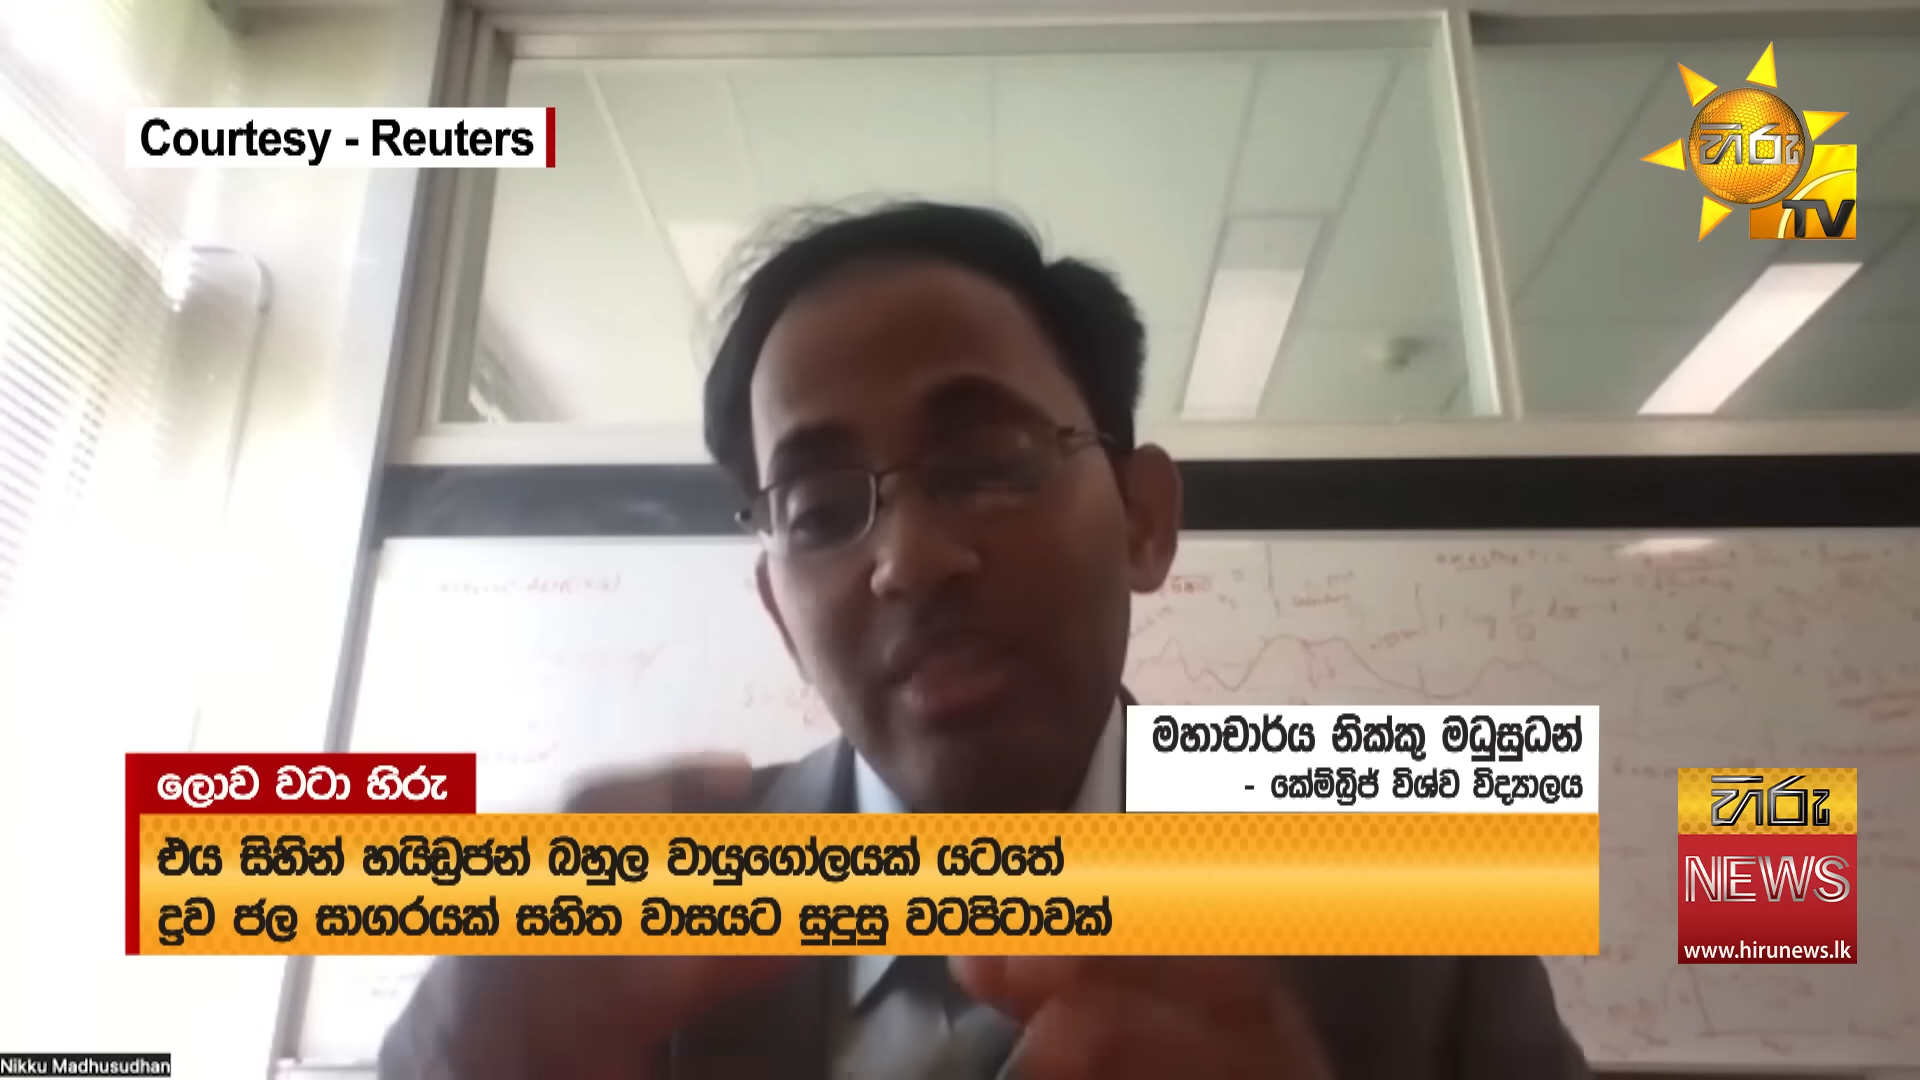 Courtesy - Reuters
හිරු
TV
මහාචාර්ය නික්කු මධුසුධන්
- කේම්බ්‍රිජ් විශ්ව විද්‍යාලය
ලොව වටා හිරු
එය සිහින් හයිඩ්‍රජන් බහුල වායුගෝලයක් යටතේ
ද්‍රව ජල සාගරයක් සහිත වාසයට සුදුසු වටපිටාවක්
හිරු
NEWS
www.hirunews.lk
Nikku Madhusudhan